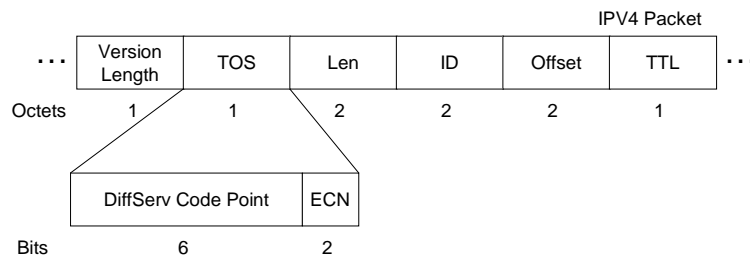 IPV4 Packet
... Version Length TOS Len ID Offset TTL ...
Octets 1 1 2 2 2 1
DiffServ Code Point ECN
Bits 6 2